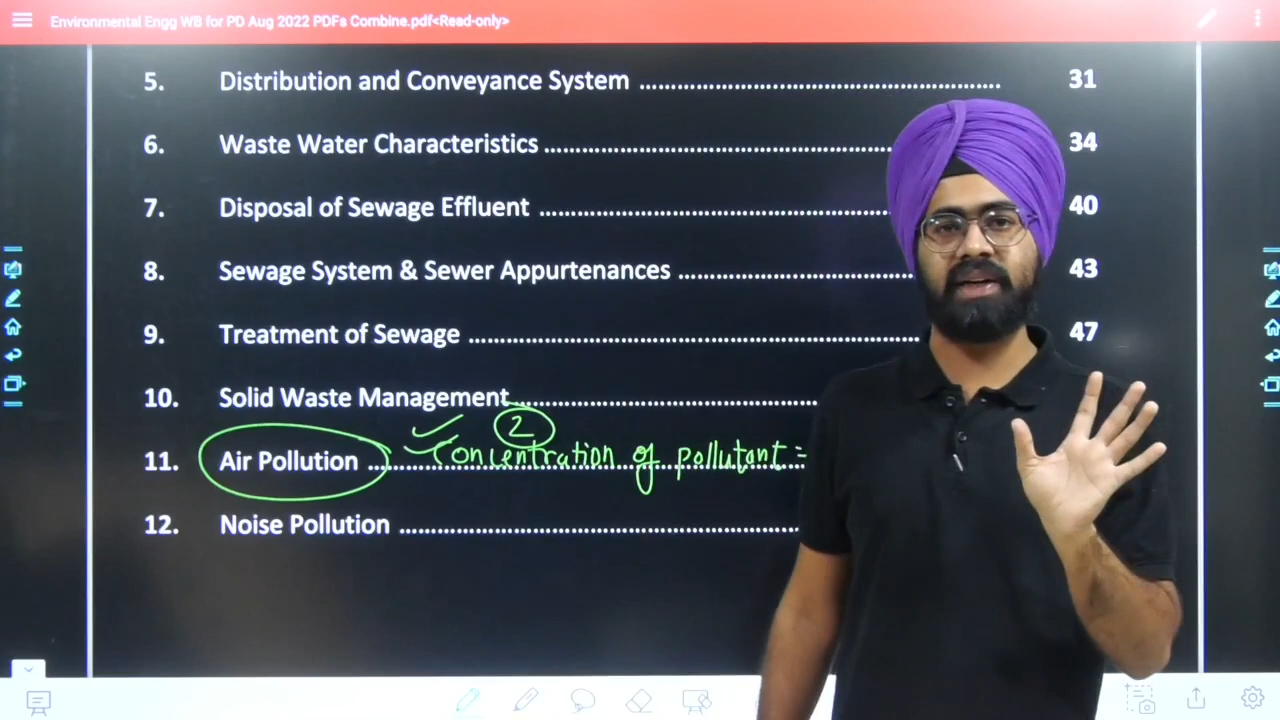 Environmental Engg WB for PD Aug 2022 PDFs Combine.pdf<Read-only>
5. Distribution and Conveyance System ........................................................ 31
6. Waste Water Characteristics ........................................................ 34
7. Disposal of Sewage Effluent ........................................................ 40
8. Sewage System & Sewer Appurtenances ..................................... 43
9. Treatment of Sewage ........................................................ 47
10. Solid Waste Management ........................................
2
11. Air Pollution ... Concentration of pollutant =
12. Noise Pollution ........................................................